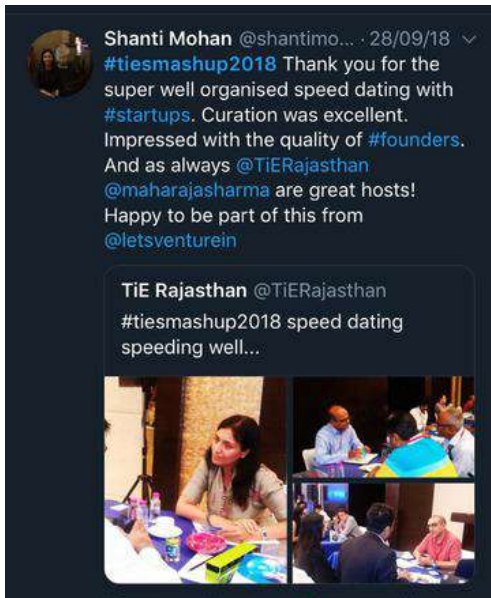 Shanti Mohan @shantimo... · 28/09/18
#tiesmashup2018 Thank you for the
super well organised speed dating with
#startups. Curation was excellent.
Impressed with the quality of #founders.
And as always @TiERajasthan
@maharajasharma are great hosts!
Happy to be part of this from
@letsventurein
TiE Rajasthan @TiERajasthan
#tiesmashup2018 speed dating
speeding well...